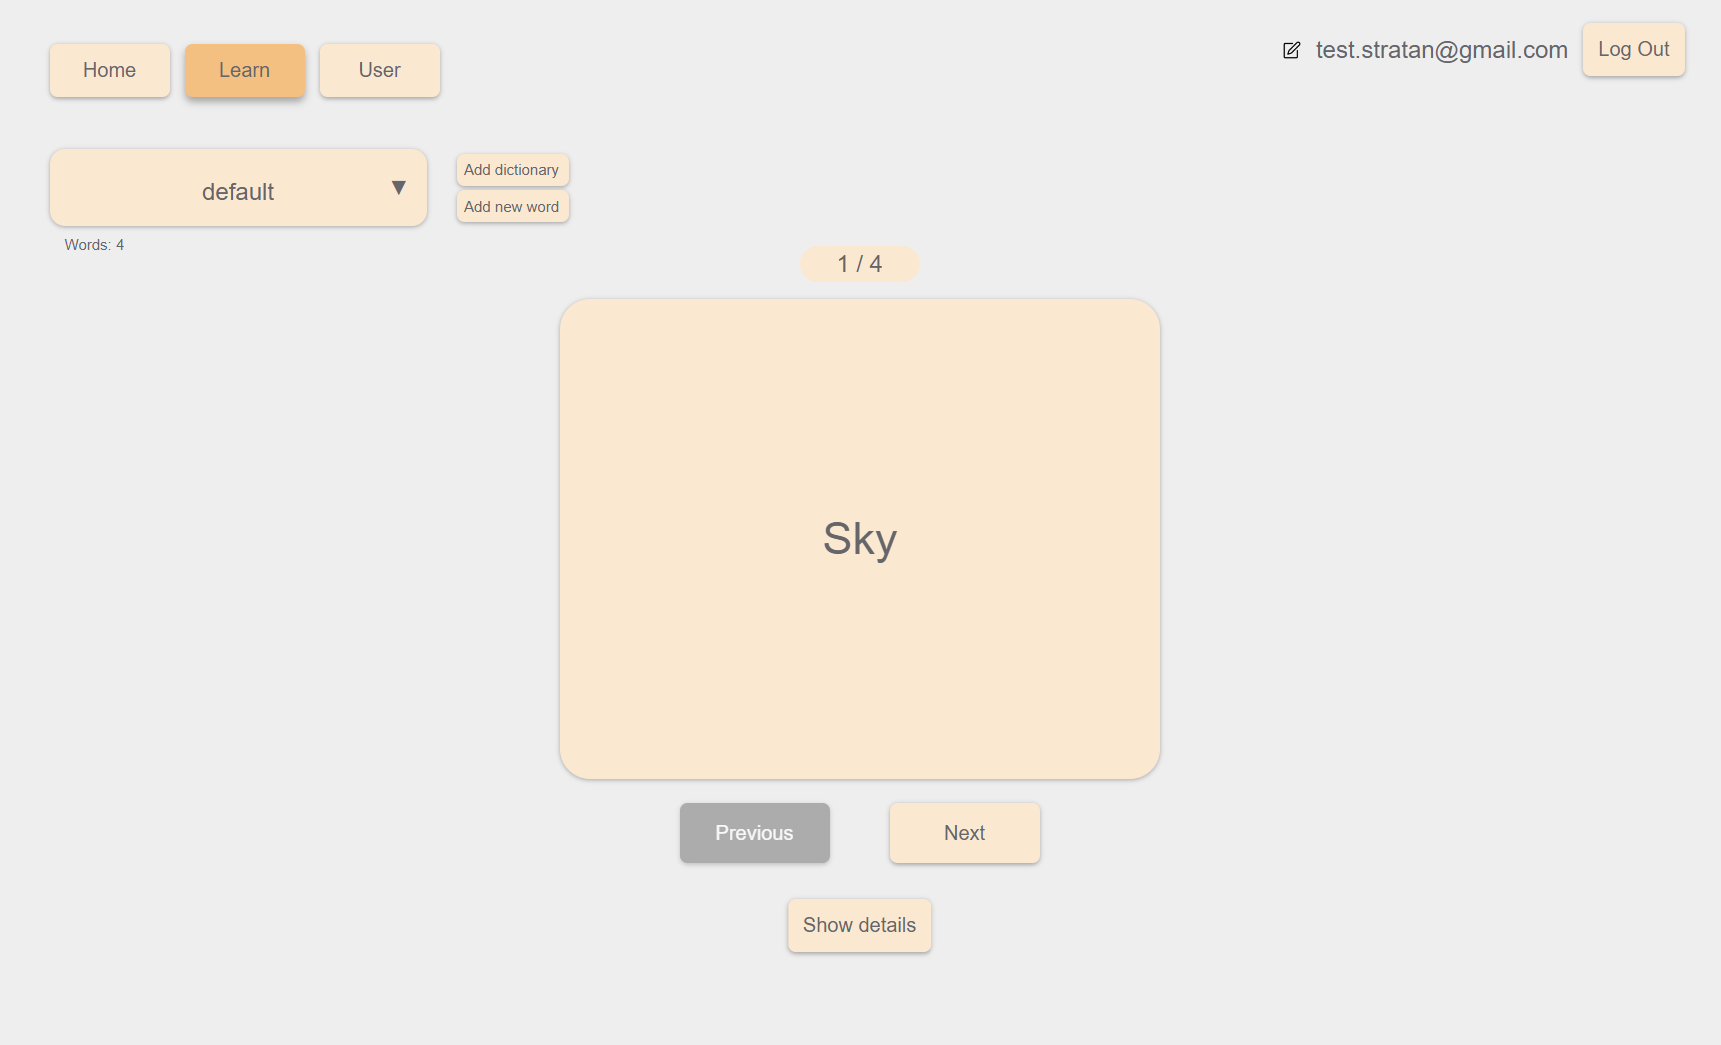 Home Learn User
test.stratan@gmail.com Log Out
default ▼
Add dictionary
Add new word
Words: 4
1 / 4
Sky
Previous Next
Show details